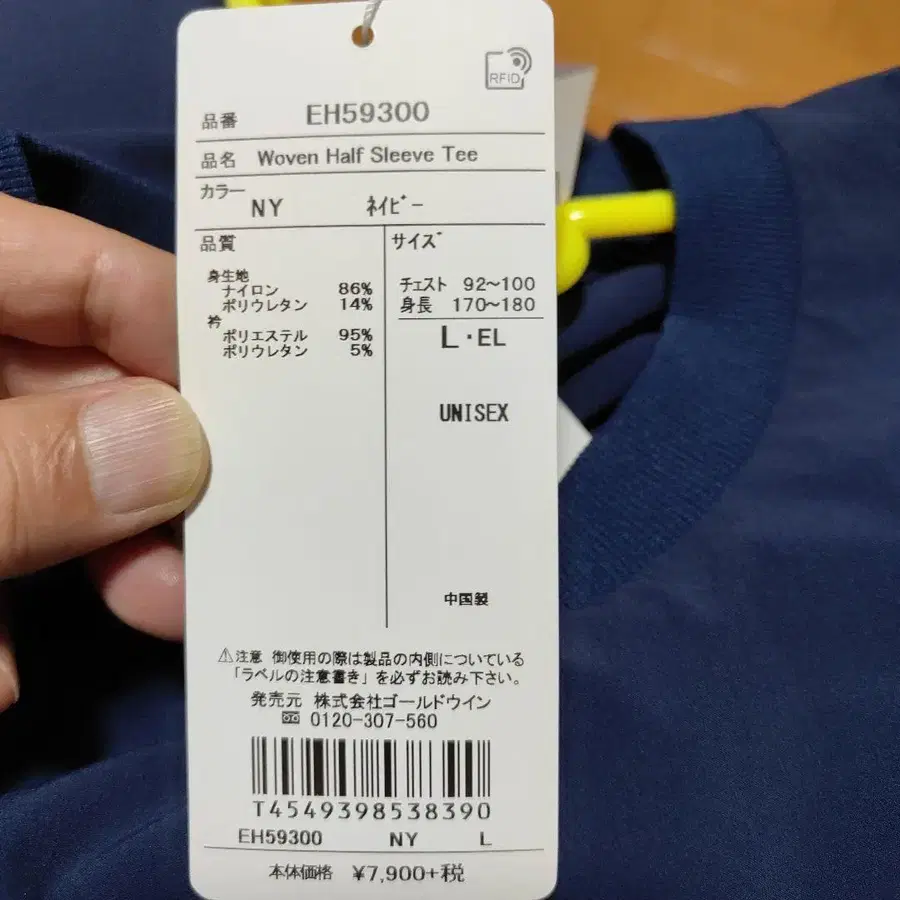 RFID
品番 EH59300
品名 Woven Half Sleeve Tee
カラー
NY ネイビー
品質
身生地
ナイロン 86%
ポリウレタン 14%
衿
ポリエステル 95%
ポリウレタン 5%
サイズ
チェスト 92〜100
身長 170〜180
L・EL
UNISEX
中国製
⚠注意 御使用の際は製品の内側についている
「ラベルの注意書き」を必ずお読み下さい。
発売元 株式会社ゴールドウイン
0120-307-560
T4549398538390
EH59300 NY L
本体価格 ¥7,900+税